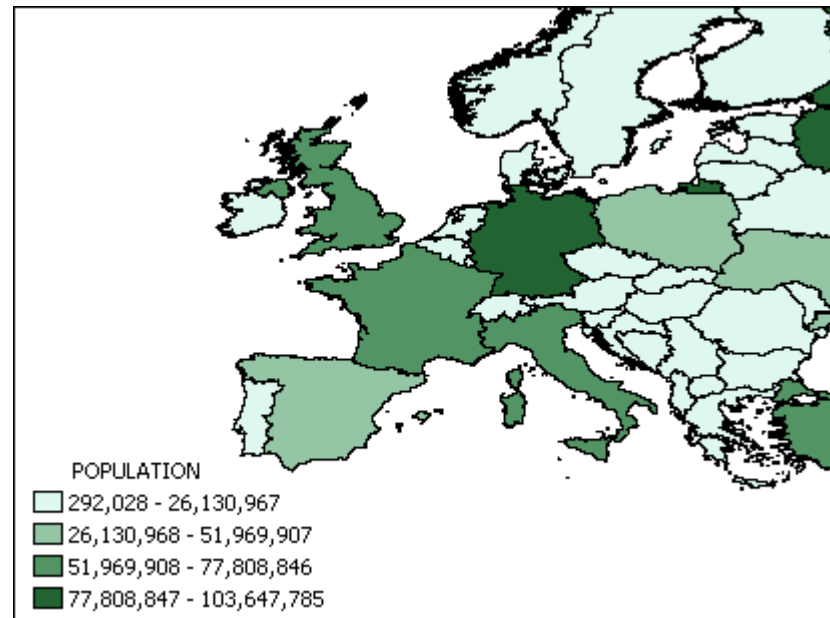 POPULATION
292,028 - 26,130,967
26,130,968 - 51,969,907
51,969,908 - 77,808,846
77,808,847 - 103,647,785